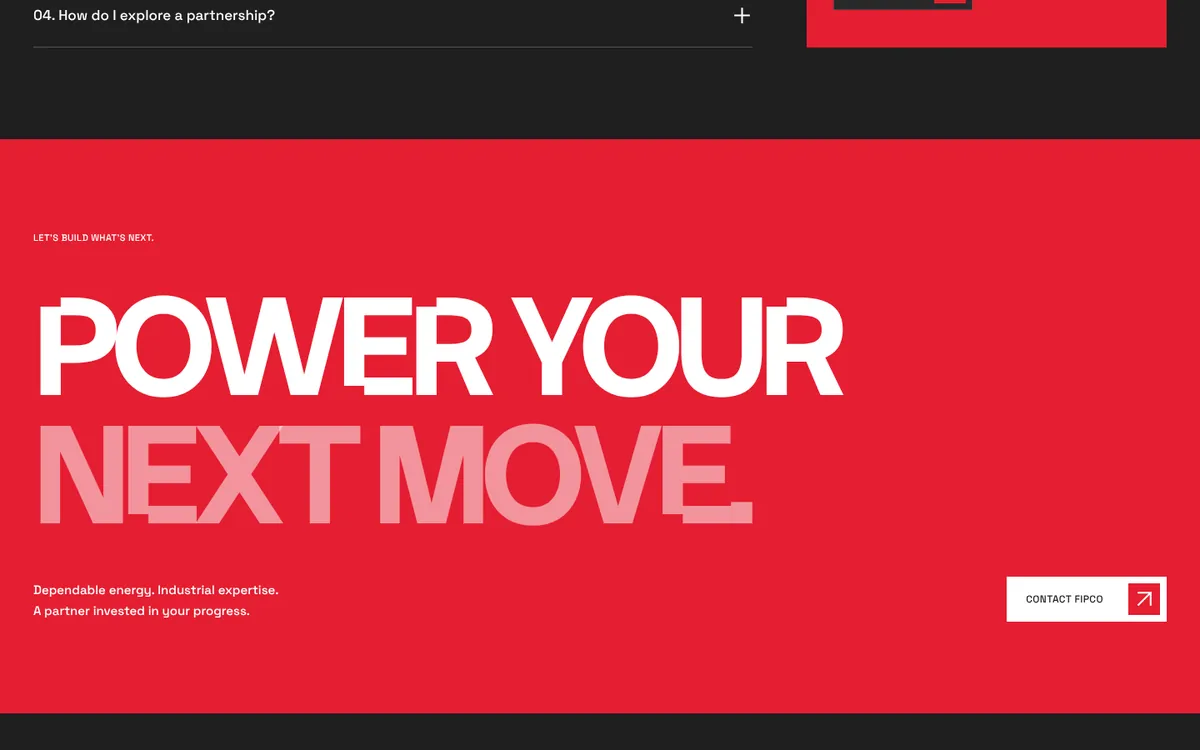 04. How do I explore a partnership?
LET'S BUILD WHAT'S NEXT.
POWER YOUR
NEXT MOVE.
Dependable energy. Industrial expertise.
A partner invested in your progress.
CONTACT FIPCO